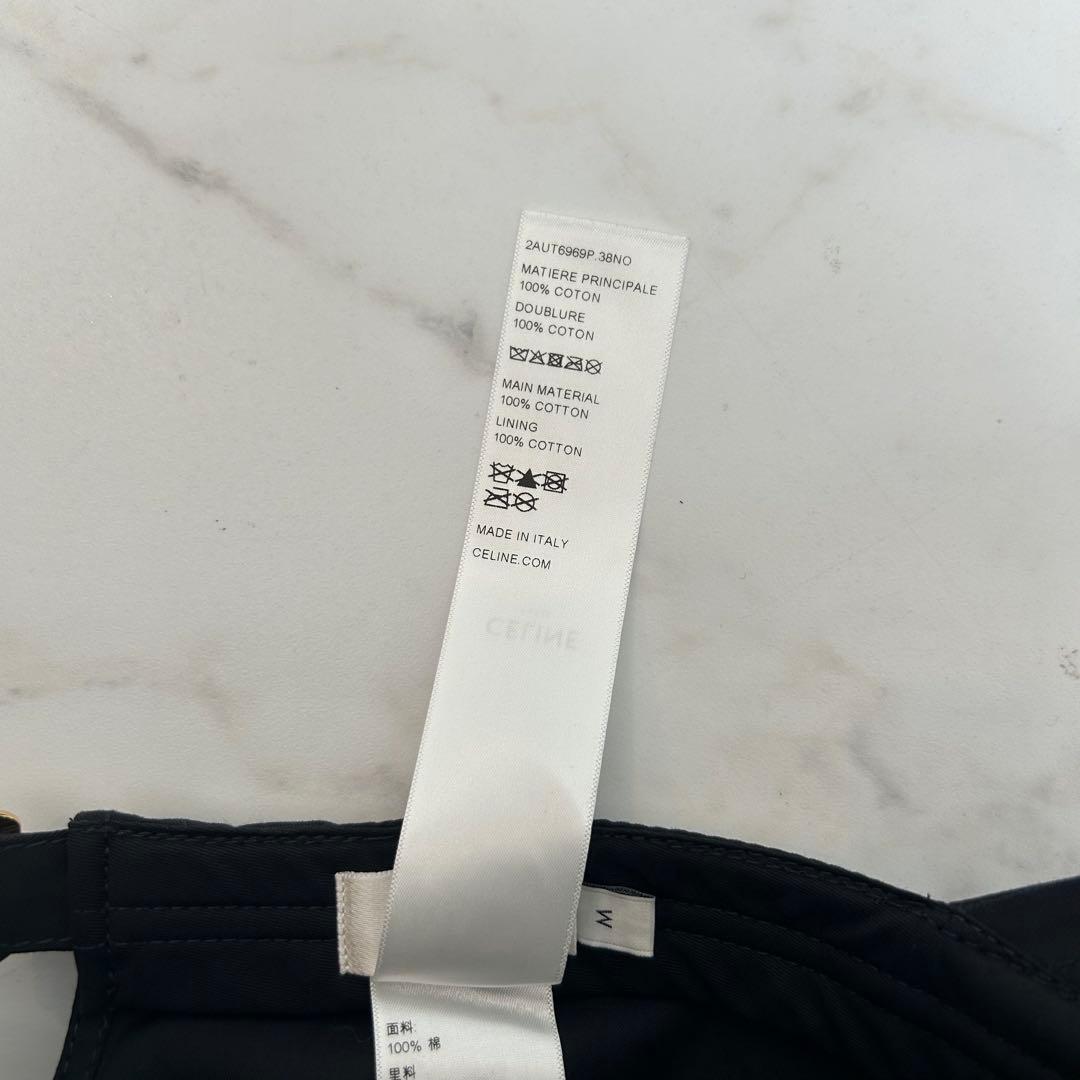 2AUT6969P.38NO
MATIERE PRINCIPALE
100% COTON
DOUBLURE
100% COTON
MAIN MATERIAL
100% COTTON
LINING
100% COTTON
MADE IN ITALY
CELINE.COM
CELINE
M
面料:
100% 棉
里料